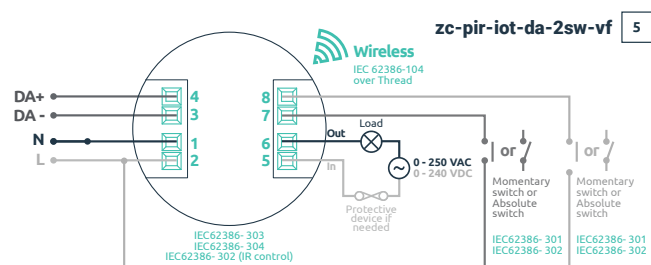 zc-pir-iot-da-2sw-vf 5
Wireless
IEC 62386-104
over Thread
DA+
DA -
N
L
4
3
1
2
8
7
6
5
Out
In
Load
~
0 - 250 VAC
0 - 240 VDC
Protective
device if
needed
or
Momentary
switch or
Absolute
switch
IEC62386- 301
IEC62386- 302
or
Momentary
switch or
Absolute
switch
IEC62386- 301
IEC62386- 302
IEC62386- 303
IEC62386- 304
IEC62386- 302 (IR control)